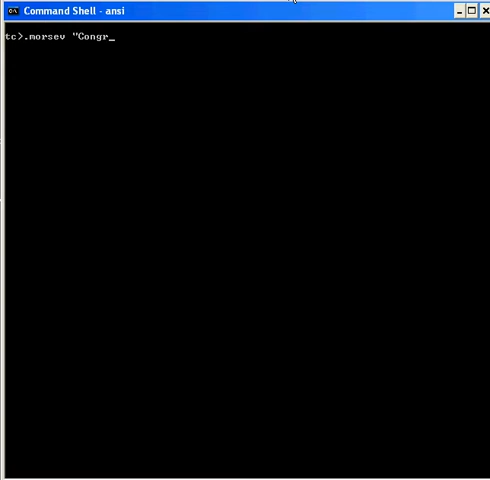 Command Shell - ansi
tc>.morsev "Congr_